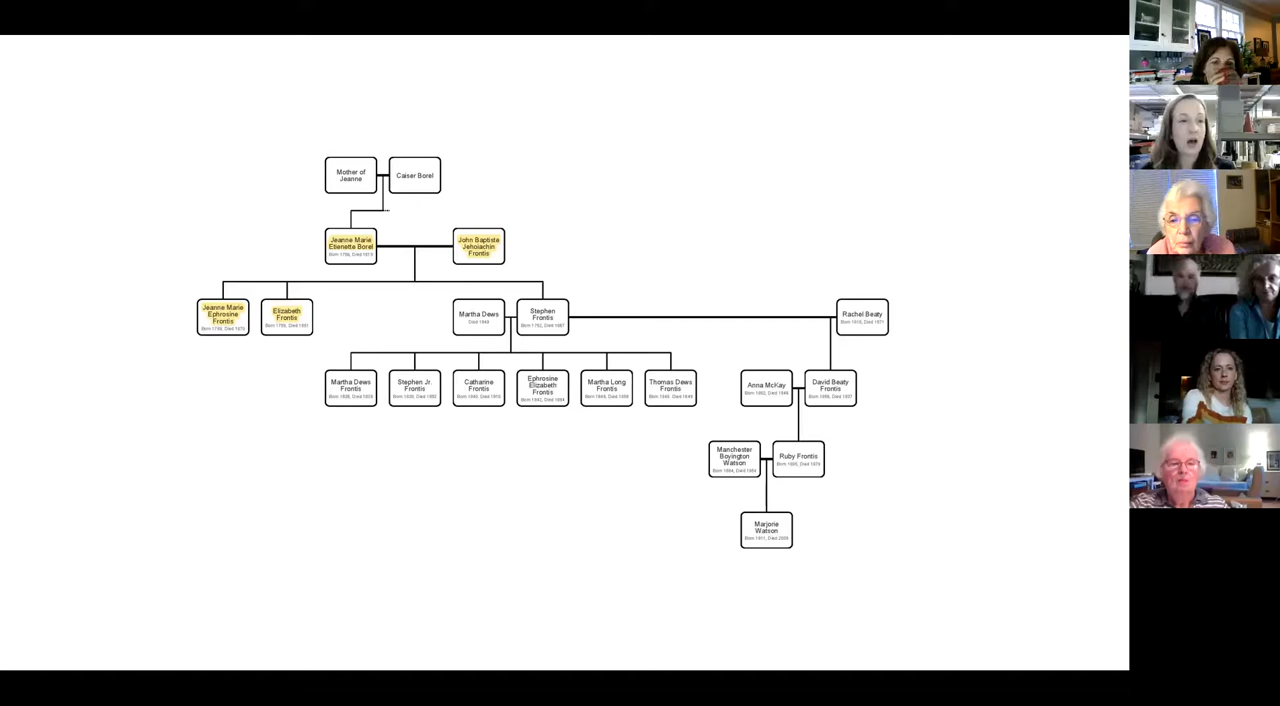 Mother of
Jeanne
Caiser Borel
Jeanne Marie
Etienette Borel
John Baptiste
Jehoiachin
Frontis
Jeanne Marie
Ephrosine
Frontis
Elizabeth
Frontis
Martha Dews
Died 1849
Stephen
Frontis
Rachel Beaty
Martha Dews
Frontis
Stephen Jr.
Frontis
Catharine
Frontis
Ephrosine
Elizabeth
Frontis
Martha Long
Frontis
Thomas Dews
Frontis
Anna McKay
David Beaty
Frontis
Manchester
Boyington
Watson
Ruby Frontis
Marjorie
Watson